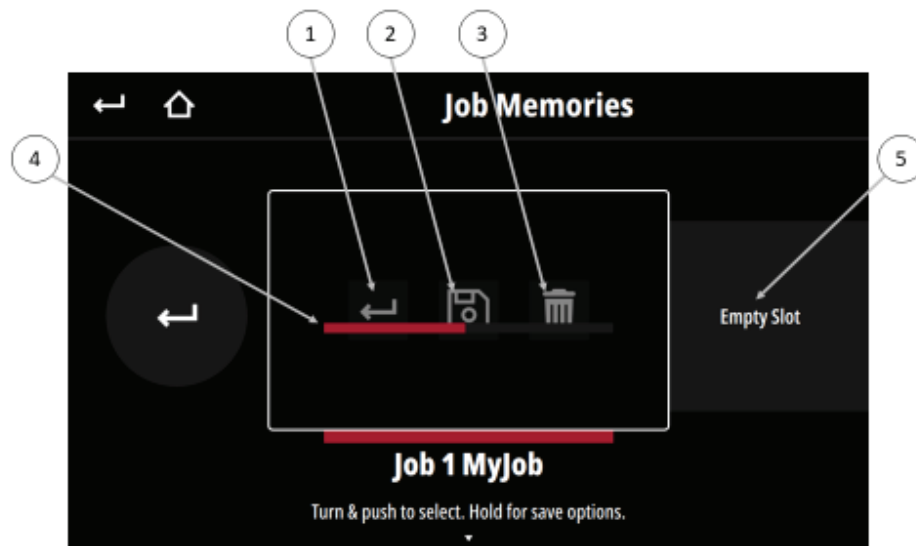 1 2 3
Job Memories
4 5
Empty Slot
Job 1 MyJob
Turn & push to select. Hold for save options.